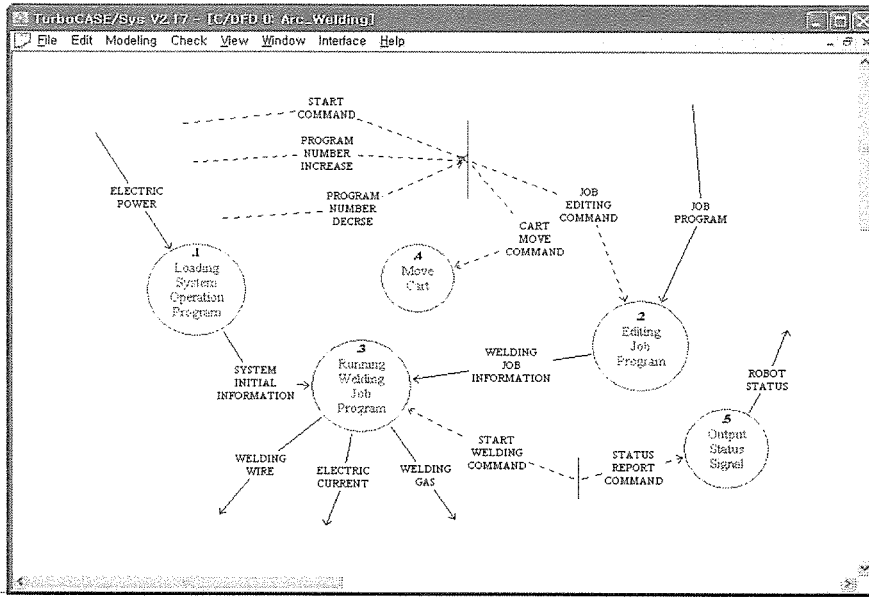 TurboCASE/Sys V2.17 - [C/DFD 0: Arc_Welding]
File Edit Modeling Check View Window Interface Help
START
COMMAND
PROGRAM
NUMBER
INCREASE
PROGRAM
NUMBER
DECRSE
ELECTRIC
POWER
JOB
EDITING
COMMAND
CART
MOVE
COMMAND
JOB
PROGRAM
.1
Loading
System
Operation
Program
.4
Move
Cart
.2
Editing
Job
Program
SYSTEM
INITIAL
INFORMATION
.3
Running
Welding
Job
Program
WELDING
JOB
INFORMATION
ROBOT
STATUS
.5
Output
Status
Signal
START
WELDING
COMMAND
STATUS
REPORT
COMMAND
WELDING
WIRE
ELECTRIC
CURRENT
WELDING
GAS